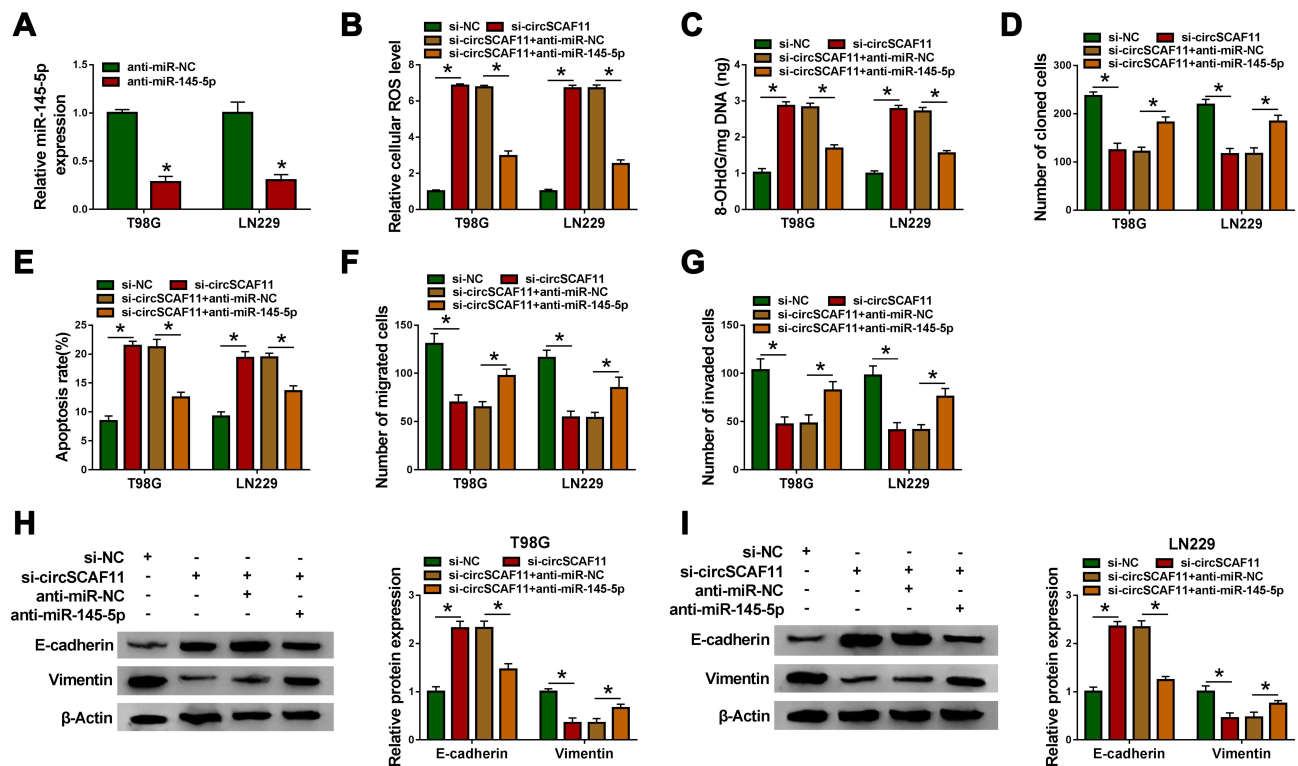 A
anti-miR-NC
anti-miR-145-5p
Relative miR-145-5p
expression
1.5
1.0
0.5
0.0
*
*
T98G
LN229
B
si-NC
si-circSCAF11
si-circSCAF11+anti-miR-NC
si-circSCAF11+anti-miR-145-5p
Relative cellular ROS level
8
6
4
2
0
* * * *
T98G
LN229
C
si-NC
si-circSCAF11
si-circSCAF11+anti-miR-NC
si-circSCAF11+anti-miR-145-5p
8-OHdG/mg DNA (ng)
4
3
2
1
0
* * * *
T98G
LN229
D
si-NC
si-circSCAF11
si-circSCAF11+anti-miR-NC
si-circSCAF11+anti-miR-145-5p
Number of cloned cells
300
200
100
0
* * * *
T98G
LN229
E
si-NC
si-circSCAF11
si-circSCAF11+anti-miR-NC
si-circSCAF11+anti-miR-145-5p
Apoptosis rate(%)
25
20
15
10
5
0
* * * *
T98G
LN229
F
si-NC
si-circSCAF11
si-circSCAF11+anti-miR-NC
si-circSCAF11+anti-miR-145-5p
Number of migrated cells
150
100
50
0
* * * *
T98G
LN229
G
si-NC
si-circSCAF11
si-circSCAF11+anti-miR-NC
si-circSCAF11+anti-miR-145-5p
Number of invaded cells
150
100
50
0
* * * *
T98G
LN229
H
si-NC + - - -
si-circSCAF11 - + + +
anti-miR-NC - - + -
anti-miR-145-5p - - - +
E-cadherin
Vimentin
β-Actin
T98G
si-NC
si-circSCAF11
si-circSCAF11+anti-miR-NC
si-circSCAF11+anti-miR-145-5p
Relative protein expression
3
2
1
0
* * * *
E-cadherin
Vimentin
I
si-NC + - - -
si-circSCAF11 - + + +
anti-miR-NC - - + -
anti-miR-145-5p - - - +
E-cadherin
Vimentin
β-Actin
LN229
si-NC
si-circSCAF11
si-circSCAF11+anti-miR-NC
si-circSCAF11+anti-miR-145-5p
Relative protein expression
3
2
1
0
* * * *
E-cadherin
Vimentin